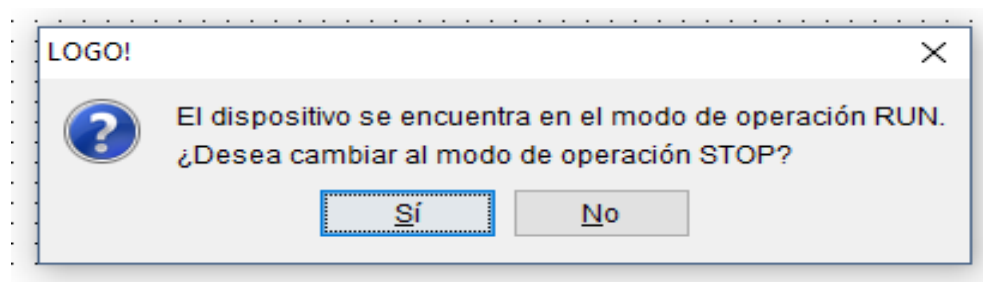 LOGO!
El dispositivo se encuentra en el modo de operación RUN.
¿Desea cambiar al modo de operación STOP?
Sí No